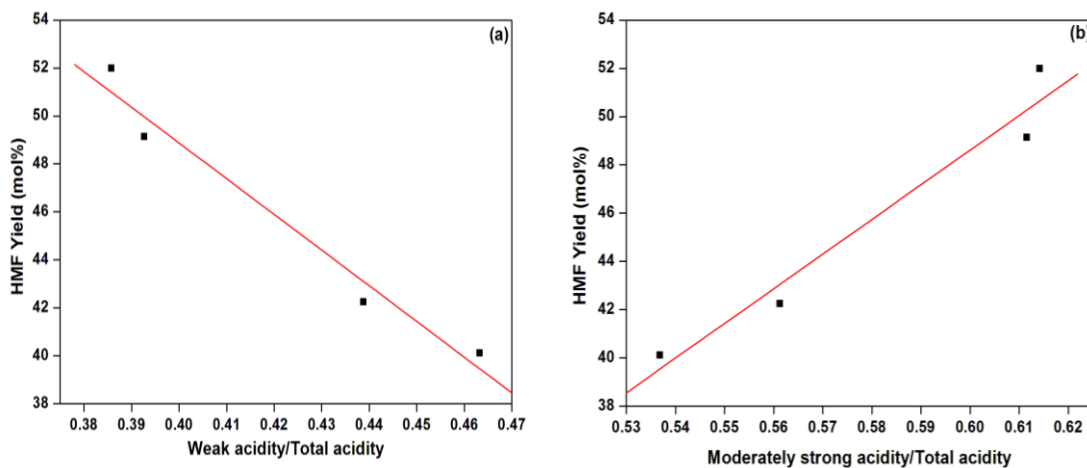 (a)
54
52
50
48
46
44
42
40
38
HMF Yield (mol%)
0.38 0.39 0.40 0.41 0.42 0.43 0.44 0.45 0.46 0.47
Weak acidity/Total acidity
(b)
54
52
50
48
46
44
42
40
38
HMF Yield (mol%)
0.53 0.54 0.55 0.56 0.57 0.58 0.59 0.60 0.61 0.62
Moderately strong acidity/Total acidity